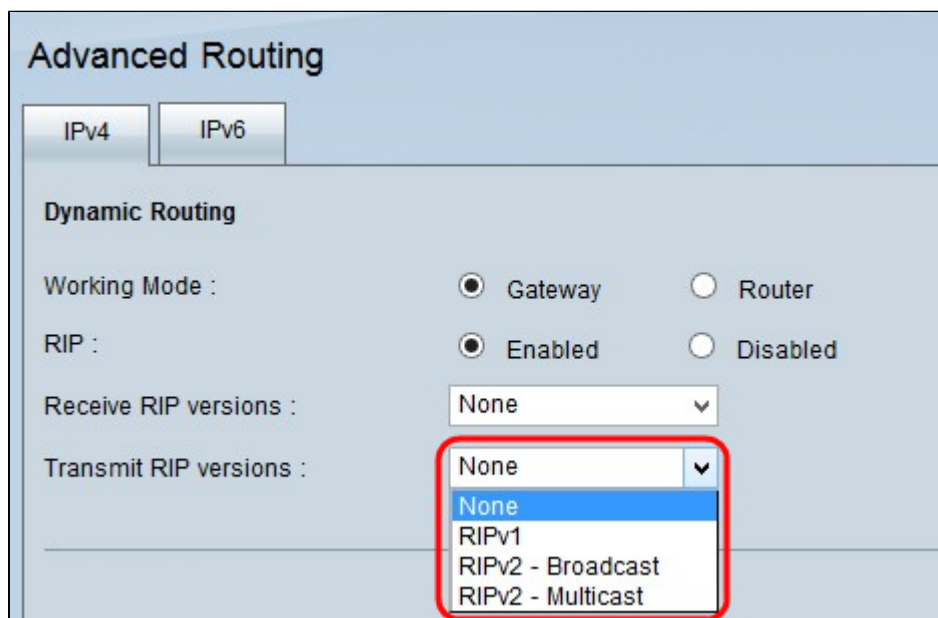 Advanced Routing
IPv4 IPv6
Dynamic Routing
Working Mode : Gateway Router
RIP : Enabled Disabled
Receive RIP versions : None
Transmit RIP versions : None
None
RIPv1
RIPv2 - Broadcast
RIPv2 - Multicast